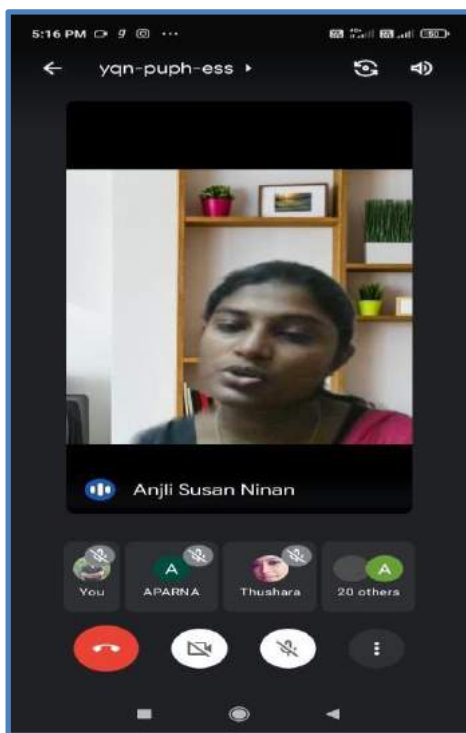 5:16 PM
yqn-puph-ess
Anjli Susan Ninan
A
A
You
APARNA
Thushara
20 others